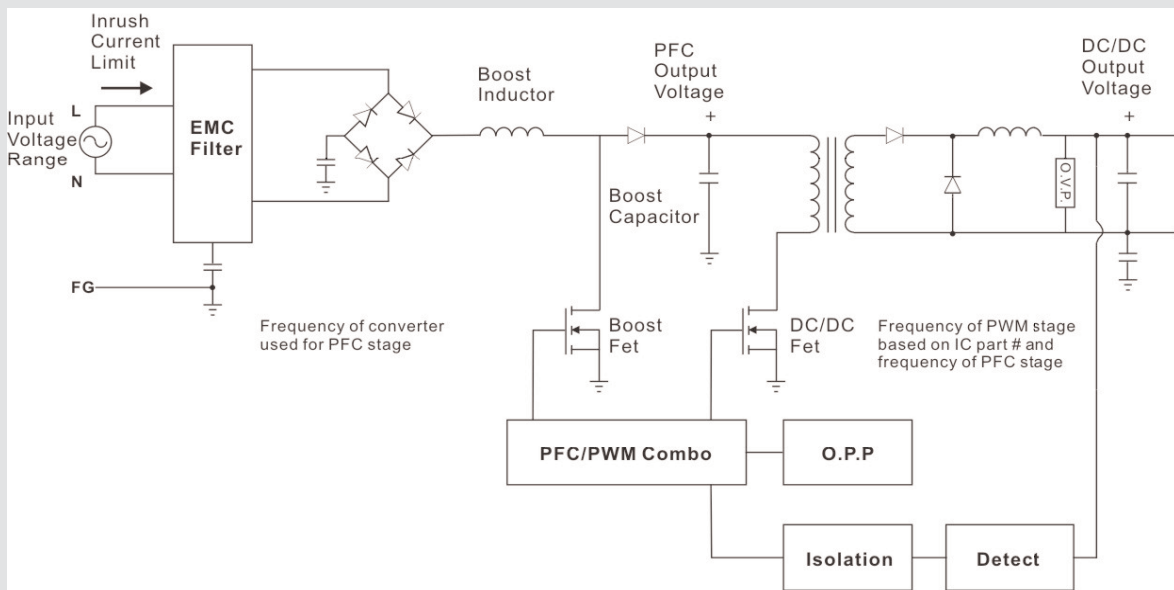 Inrush
Current
Limit
Input
Voltage
Range
L
N
FG
EMC
Filter
Boost
Inductor
PFC
Output
Voltage
+
DC/DC
Output
Voltage
+
O.V.P.
Boost
Capacitor
Frequency of converter
used for PFC stage
Boost
Fet
DC/DC
Fet
Frequency of PWM stage
based on IC part # and
frequency of PFC stage
PFC/PWM Combo
O.P.P
Isolation
Detect